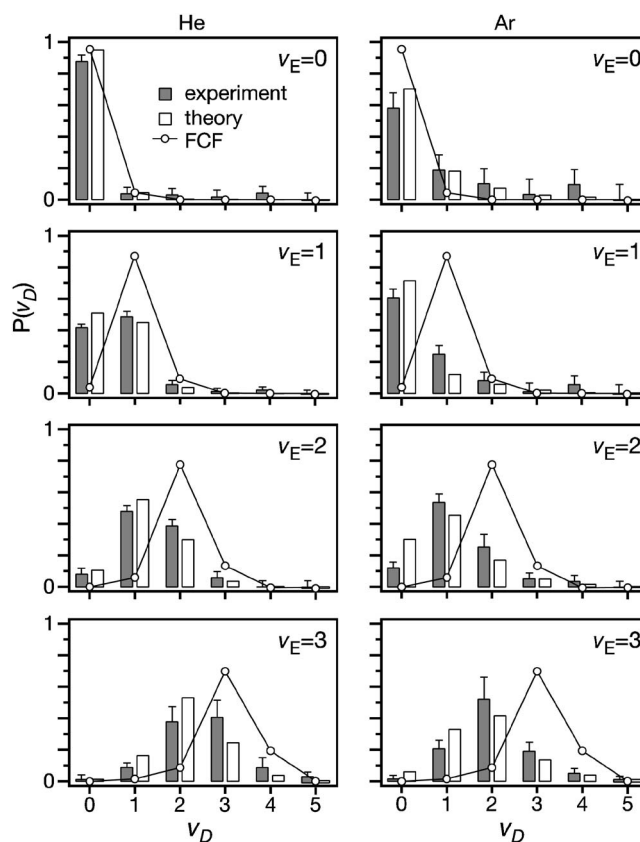 He
Ar
1
v_E=0
experiment
theory
FCF
0
v_E=0
1
v_E=1
0
v_E=1
1
v_E=2
0
v_E=2
1
v_E=3
0
v_E=3
P(v_D)
0 1 2 3 4 5
0 1 2 3 4 5
v_D
v_D